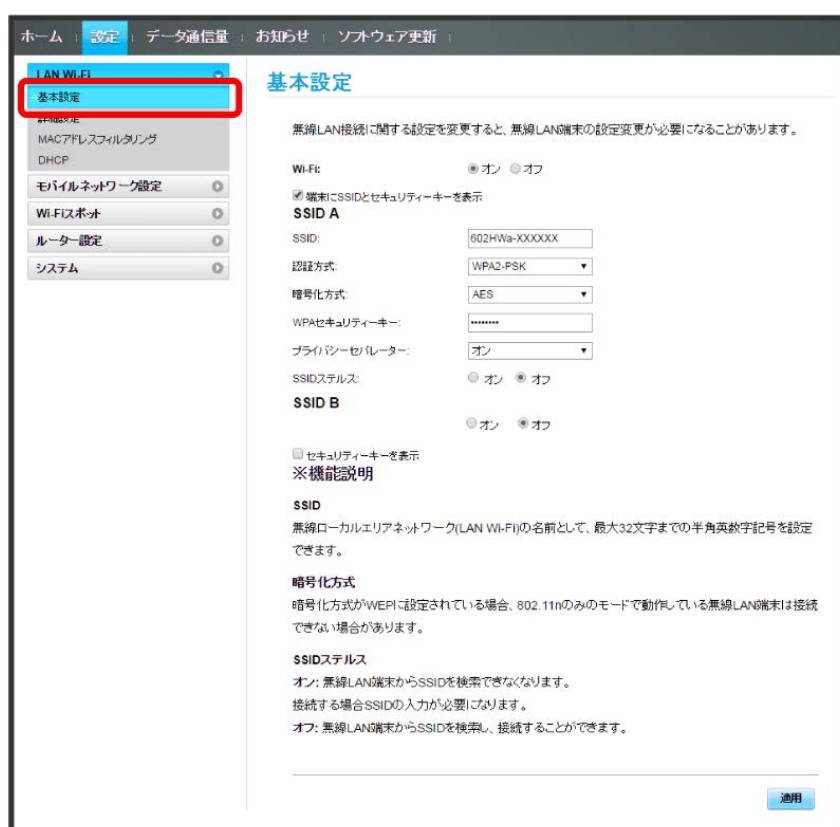 ホーム 設定 データ通信量 お知らせ ソフトウェア更新
LAN Wi-Fi
基本設定
詳細設定
MACアドレスフィルタリング
DHCP
モバイルネットワーク設定
Wi-Fiスポット
ルーター設定
システム
基本設定
無線LAN接続に関する設定を変更すると、無線LAN端末の設定変更が必要になることがあります。
Wi-Fi: オン オフ
端末にSSIDとセキュリティーキーを表示
SSID A
SSID: 602HWa-XXXXXX
認証方式: WPA2-PSK
暗号化方式: AES
WPAセキュリティーキー: ••••••••
プライバシーセパレーター: オン
SSIDステルス: オン オフ
SSID B
オン オフ
セキュリティーキーを表示
※機能説明
SSID
無線ローカルエリアネットワーク(LAN Wi-Fi)の名前として、最大32文字までの半角英数字記号を設定
できます。
暗号化方式
暗号化方式がWEPに設定されている場合、802.11nのみのモードで動作している無線LAN端末は接続
できない場合があります。
SSIDステルス
オン: 無線LAN端末からSSIDを検索できなくなります。
接続する場合SSIDの入力が必要になります。
オフ: 無線LAN端末からSSIDを検索し、接続することができます。
適用